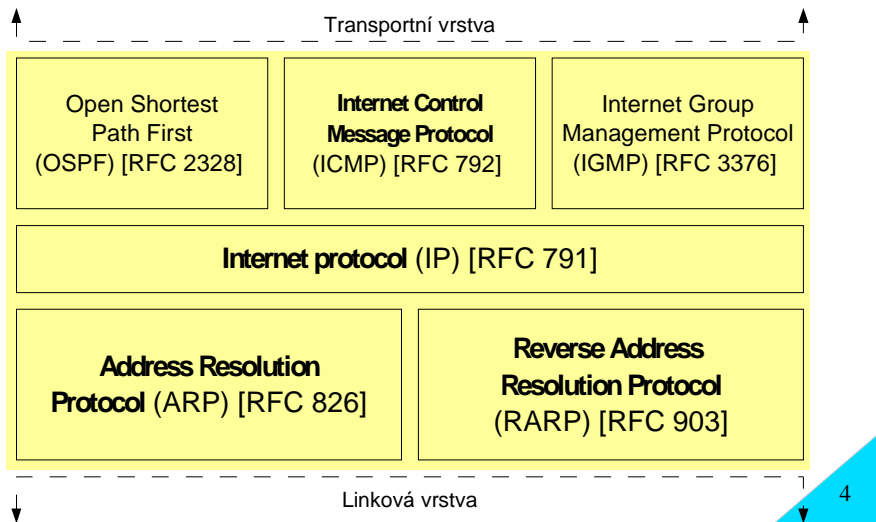 Transportní vrstva
Open Shortest
Path First
(OSPF) [RFC 2328]
Internet Control
Message Protocol
(ICMP) [RFC 792]
Internet Group
Management Protocol
(IGMP) [RFC 3376]
Internet protocol (IP) [RFC 791]
Address Resolution
Protocol (ARP) [RFC 826]
Reverse Address
Resolution Protocol
(RARP) [RFC 903]
Linková vrstva
4